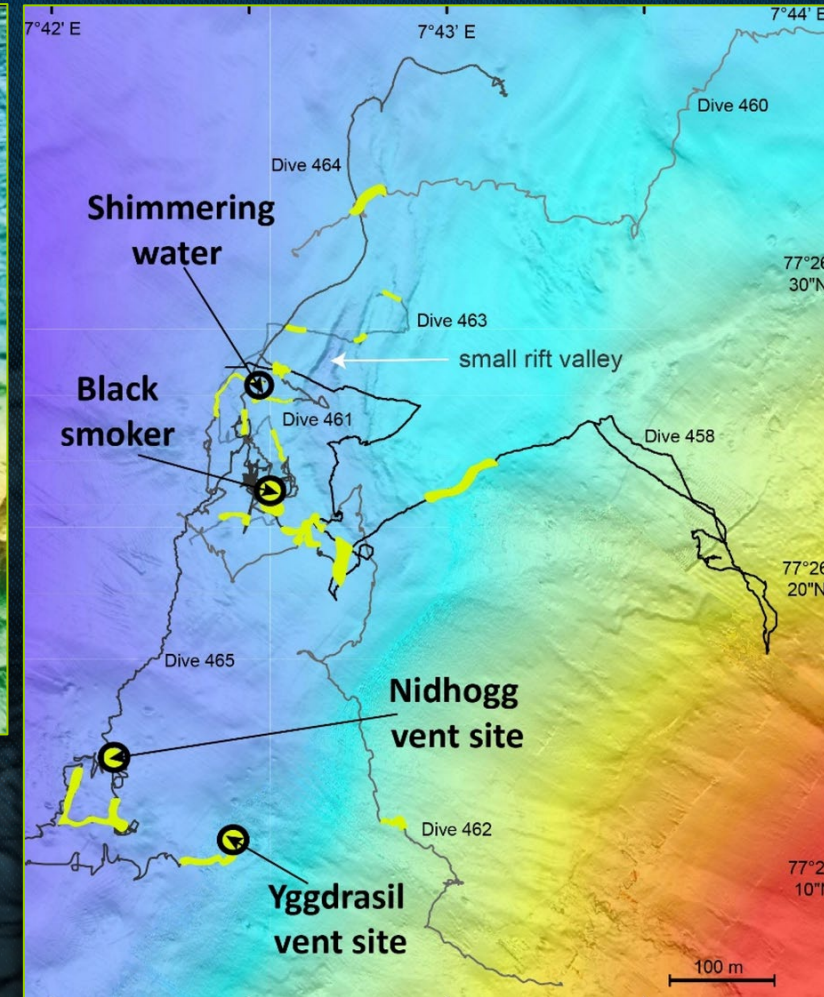 7°42' E
7°43' E
7°44' E
Dive 460
Dive 464
Shimmering
water
77°26
30"N
Dive 463
small rift valley
Black
smoker
Dive 461
Dive 458
77°26
20"N
Dive 465
Nidhogg
vent site
Dive 462
77°2
10"N
Yggdrasil
vent site
100 m